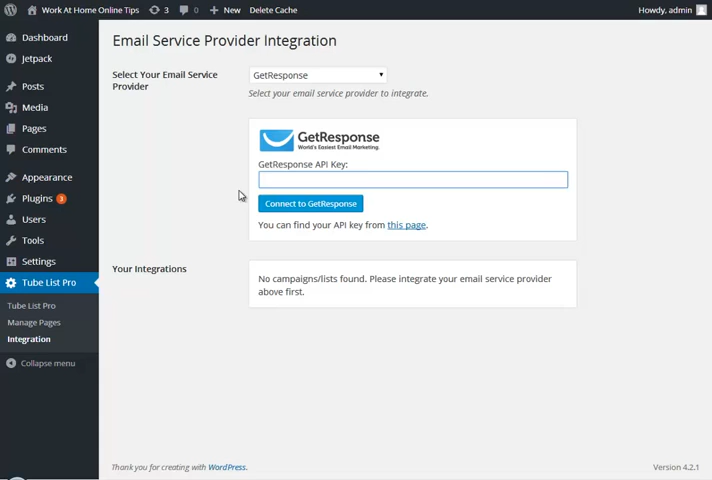 Work At Home Online Tips 3 0 New Delete Cache Howdy, admin
Dashboard
Jetpack
Posts
Media
Pages
Comments
Appearance
Plugins 3
Users
Tools
Settings
Tube List Pro
Tube List Pro
Manage Pages
Integration
Collapse menu
Email Service Provider Integration
Select Your Email Service
Provider
GetResponse
Select your email service provider to integrate.
GetResponse
World's Easiest Email Marketing.
GetResponse API Key:
Connect to GetResponse
You can find your API key from this page.
Your Integrations
No campaigns/lists found. Please integrate your email service provider
above first.
Thank you for creating with WordPress. Version 4.2.1